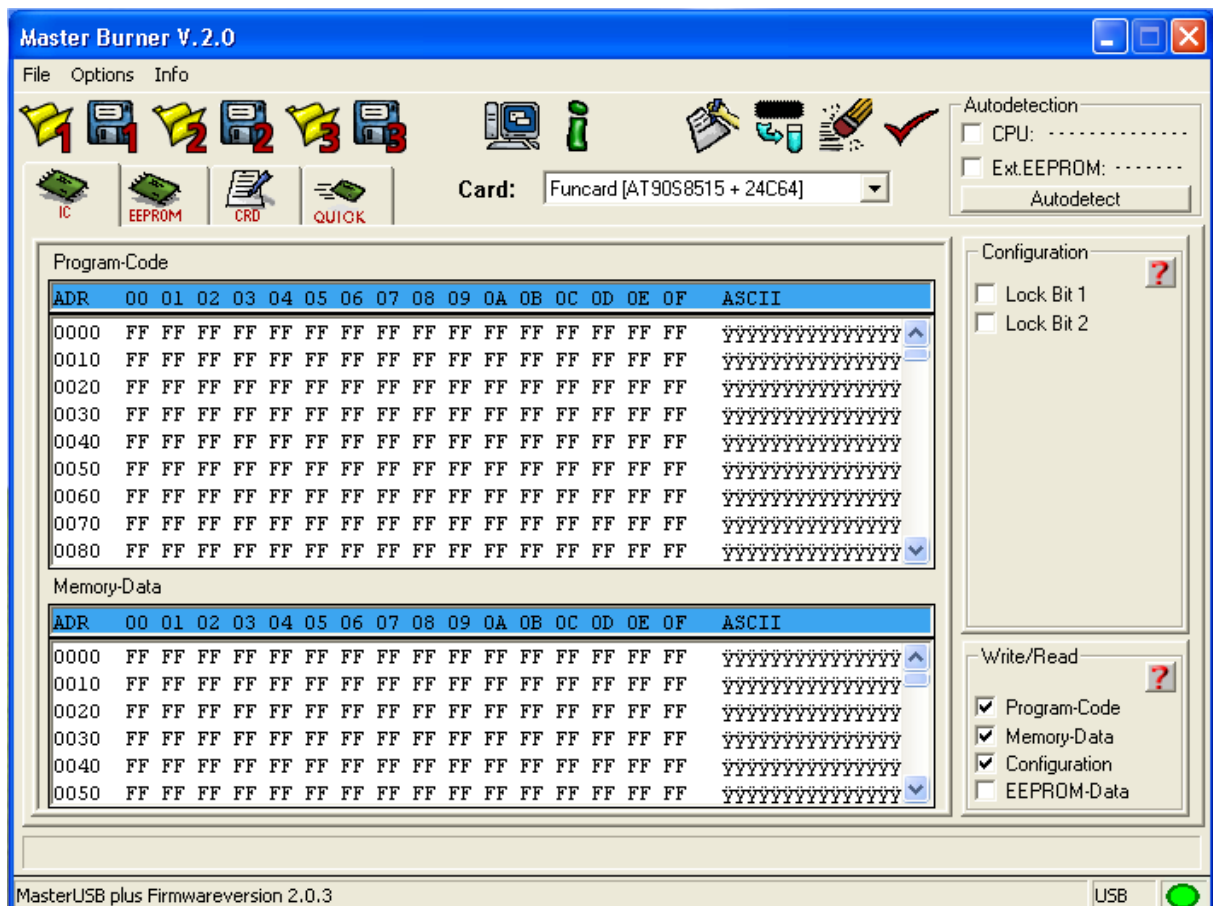 Master Burner V.2.0
File Options Info
1 1 2 2 3 3
Autodetection
CPU: --------------
Ext.EEPROM: -------
Autodetect
IC EEPROM CRD QUICK
Card: Funcard [AT90S8515 + 24C64]
Program-Code
ADR 00 01 02 03 04 05 06 07 08 09 0A 0B 0C 0D 0E 0F ASCII
0000 FF FF FF FF FF FF FF FF FF FF FF FF FF FF FF FF ÿÿÿÿÿÿÿÿÿÿÿÿÿÿÿ
0010 FF FF FF FF FF FF FF FF FF FF FF FF FF FF FF FF ÿÿÿÿÿÿÿÿÿÿÿÿÿÿÿ
0020 FF FF FF FF FF FF FF FF FF FF FF FF FF FF FF FF ÿÿÿÿÿÿÿÿÿÿÿÿÿÿÿ
0030 FF FF FF FF FF FF FF FF FF FF FF FF FF FF FF FF ÿÿÿÿÿÿÿÿÿÿÿÿÿÿÿ
0040 FF FF FF FF FF FF FF FF FF FF FF FF FF FF FF FF ÿÿÿÿÿÿÿÿÿÿÿÿÿÿÿ
0050 FF FF FF FF FF FF FF FF FF FF FF FF FF FF FF FF ÿÿÿÿÿÿÿÿÿÿÿÿÿÿÿ
0060 FF FF FF FF FF FF FF FF FF FF FF FF FF FF FF FF ÿÿÿÿÿÿÿÿÿÿÿÿÿÿÿ
0070 FF FF FF FF FF FF FF FF FF FF FF FF FF FF FF FF ÿÿÿÿÿÿÿÿÿÿÿÿÿÿÿ
0080 FF FF FF FF FF FF FF FF FF FF FF FF FF FF FF FF ÿÿÿÿÿÿÿÿÿÿÿÿÿÿÿ
Memory-Data
ADR 00 01 02 03 04 05 06 07 08 09 0A 0B 0C 0D 0E 0F ASCII
0000 FF FF FF FF FF FF FF FF FF FF FF FF FF FF FF FF ÿÿÿÿÿÿÿÿÿÿÿÿÿÿÿ
0010 FF FF FF FF FF FF FF FF FF FF FF FF FF FF FF FF ÿÿÿÿÿÿÿÿÿÿÿÿÿÿÿ
0020 FF FF FF FF FF FF FF FF FF FF FF FF FF FF FF FF ÿÿÿÿÿÿÿÿÿÿÿÿÿÿÿ
0030 FF FF FF FF FF FF FF FF FF FF FF FF FF FF FF FF ÿÿÿÿÿÿÿÿÿÿÿÿÿÿÿ
0040 FF FF FF FF FF FF FF FF FF FF FF FF FF FF FF FF ÿÿÿÿÿÿÿÿÿÿÿÿÿÿÿ
0050 FF FF FF FF FF FF FF FF FF FF FF FF FF FF FF FF ÿÿÿÿÿÿÿÿÿÿÿÿÿÿÿ
Configuration
?
Lock Bit 1
Lock Bit 2
Write/Read
?
Program-Code
Memory-Data
Configuration
EEPROM-Data
MasterUSB plus Firmwareversion 2.0.3 USB